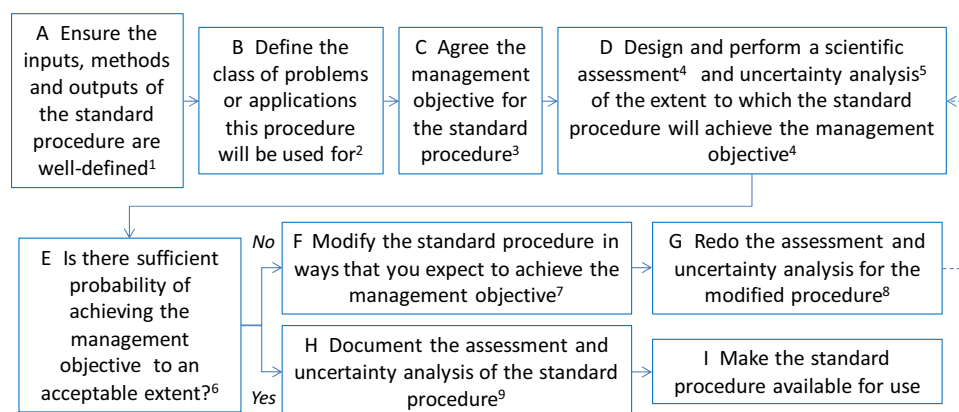 A Ensure the
inputs, methods
and outputs of
the standard
procedure are
well-defined¹
B Define the
class of problems
or applications
this procedure
will be used for²
C Agree the
management
objective for
the standard
procedure³
D Design and perform a scientific
assessment⁴ and uncertainty analysis⁵
of the extent to which the standard
procedure will achieve the management
objective⁴
E Is there sufficient
probability of
achieving the
management
objective to an
acceptable extent?⁶
No
F Modify the standard procedure in
ways that you expect to achieve the
management objective⁷
G Redo the assessment and
uncertainty analysis for the
modified procedure⁸
Yes
H Document the assessment and
uncertainty analysis of the standard
procedure⁹
I Make the standard
procedure available for use